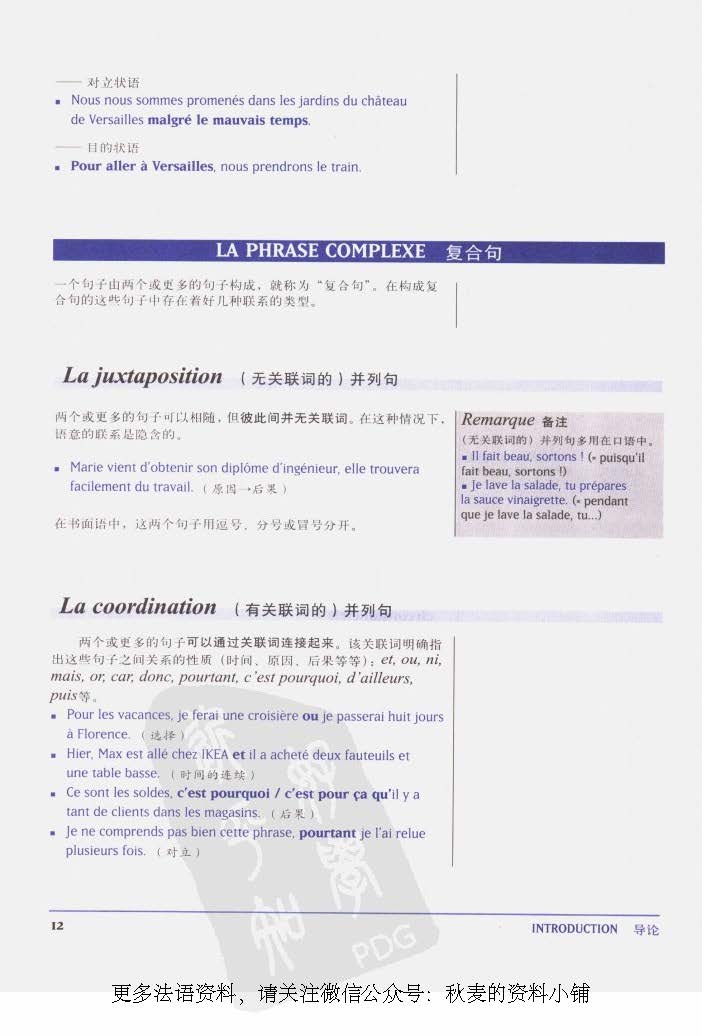 —— 对立状语
▪ Nous nous sommes promenés dans les jardins du château
de Versailles malgré le mauvais temps.
—— 目的状语
▪ Pour aller à Versailles, nous prendrons le train.
LA PHRASE COMPLEXE 复合句
一个句子由两个或更多的句子构成，就称为“复合句”。在构成复
合句的这些句子中存在着好几种联系的类型。
La juxtaposition （无关联词的）并列句
两个或更多的句子可以相随，但彼此间并无关联词。在这种情况下，
语意的联系是隐含的。
▪ Marie vient d'obtenir son diplôme d'ingénieur, elle trouvera
facilement du travail. （原因→后果）
在书面语中，这两个句子用逗号、分号或冒号分开。
Remarque 备注
（无关联词的）并列句多用在口语中。
▪ Il fait beau, sortons ! (= puisqu'il
fait beau, sortons !)
▪ Je lave la salade, tu prépares
la sauce vinaigrette. (= pendant
que je lave la salade, tu...)
La coordination （有关联词的）并列句
两个或更多的句子可以通过关联词连接起来。该关联词明确指
出这些句子之间关系的性质（时间、原因、后果等等）：et, ou, ni,
mais, or, car, donc, pourtant, c'est pourquoi, d'ailleurs,
puis等。
▪ Pour les vacances, je ferai une croisière ou je passerai huit jours
à Florence. （选择）
▪ Hier, Max est allé chez IKEA et il a acheté deux fauteuils et
une table basse. （时间的连续）
▪ Ce sont les soldes, c'est pourquoi / c'est pour ça qu'il y a
tant de clients dans les magasins. （后果）
▪ Je ne comprends pas bien cette phrase, pourtant je l'ai relue
plusieurs fois. （对立）
PDG
12
INTRODUCTION 导论
更多法语资料，请关注微信公众号：秋麦的资料小铺